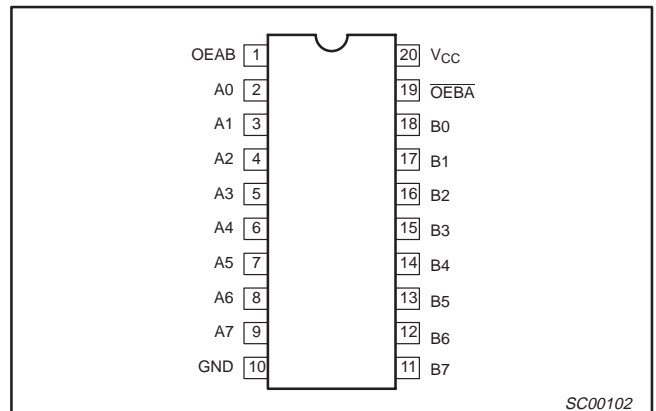 OEAB 1 20 VCC
A0 2 19 OEBA
A1 3 18 B0
A2 4 17 B1
A3 5 16 B2
A4 6 15 B3
A5 7 14 B4
A6 8 13 B5
A7 9 12 B6
GND 10 11 B7
SC00102